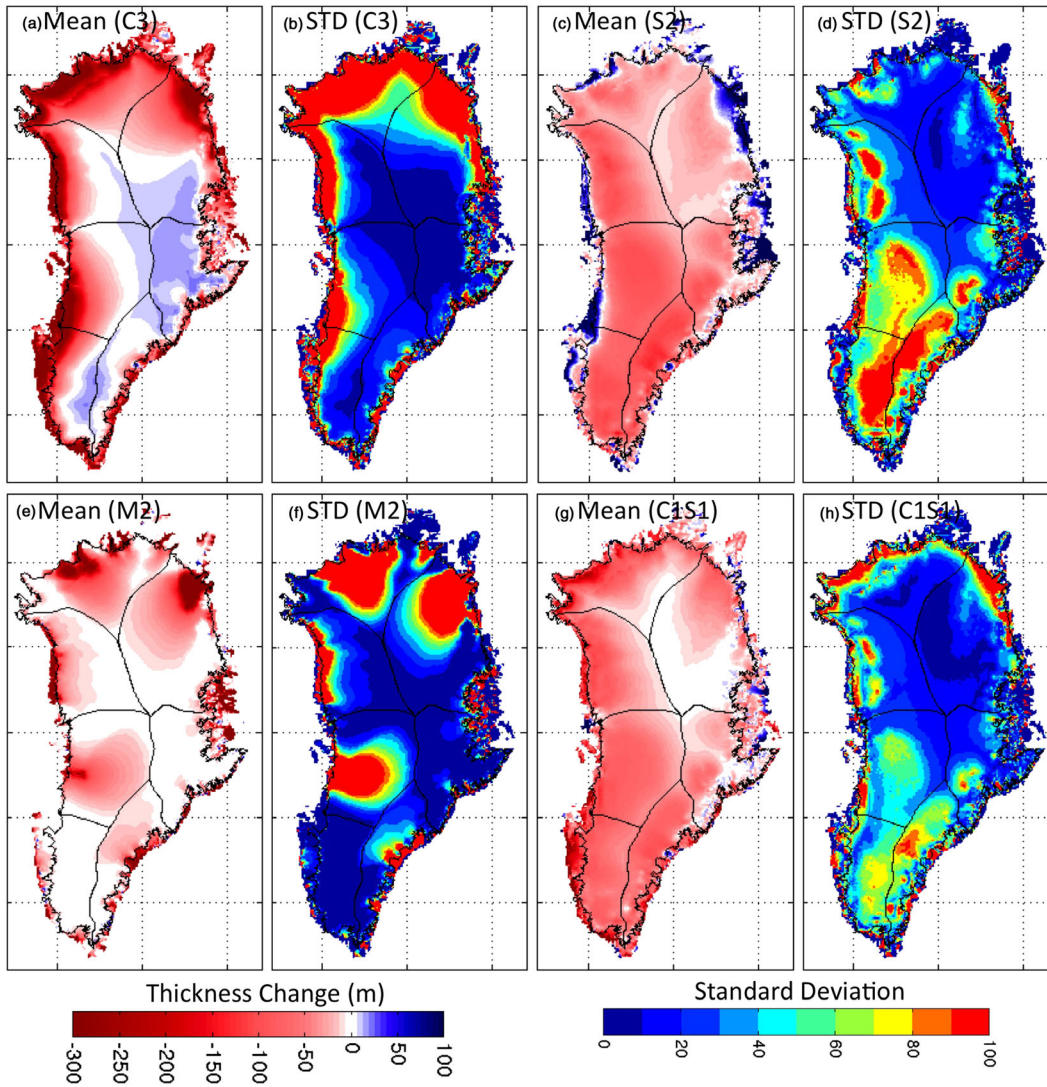 (a) Mean (C3)
(b) STD (C3)
(c) Mean (S2)
(d) STD (S2)
(e) Mean (M2)
(f) STD (M2)
(g) Mean (C1S1)
(h) STD (C1S1)
Thickness Change (m)
-300 -250 -200 -150 -100 -50 0 50 100
Standard Deviation
0 20 40 60 80 100